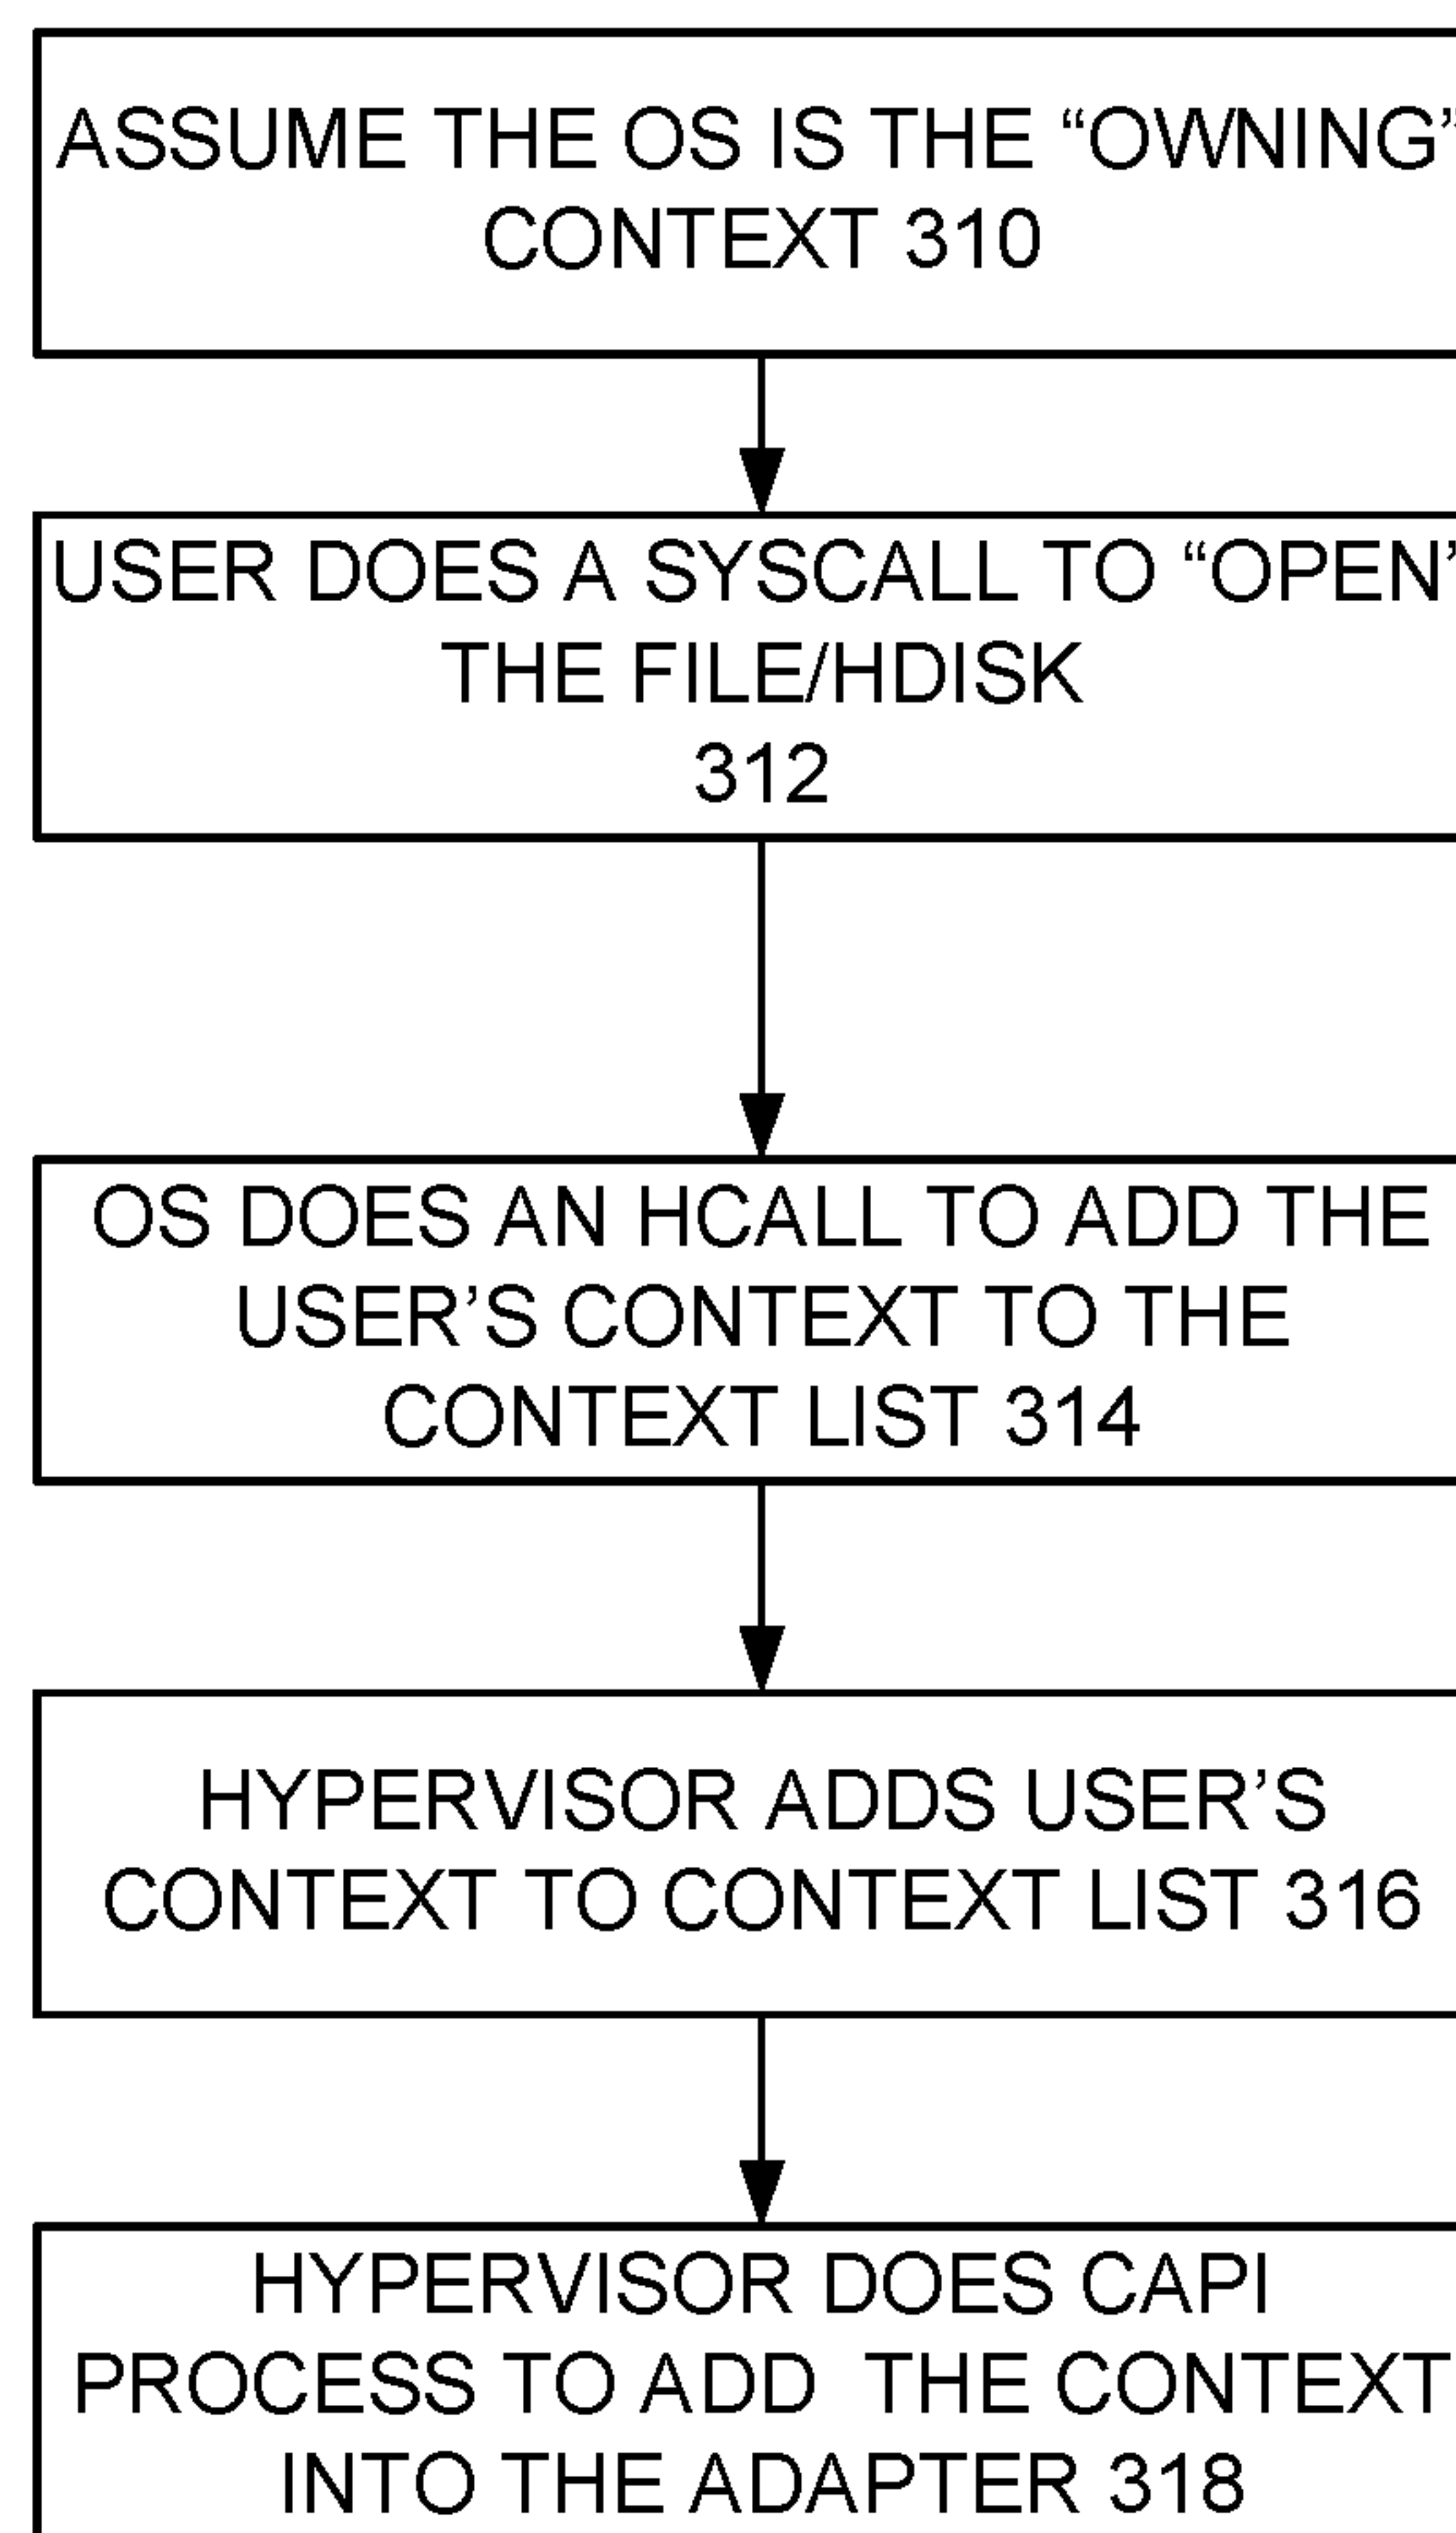 ASSUME THE OS IS THE “OWNING”
CONTEXT 310
USER DOES A SYSCALL TO “OPEN”
THE FILE/HDISK
312
OS DOES AN HCALL TO ADD THE
USER’S CONTEXT TO THE
CONTEXT LIST 314
HYPERVISOR ADDS USER’S
CONTEXT TO CONTEXT LIST 316
HYPERVISOR DOES CAPI
PROCESS TO ADD THE CONTEXT
INTO THE ADAPTER 318